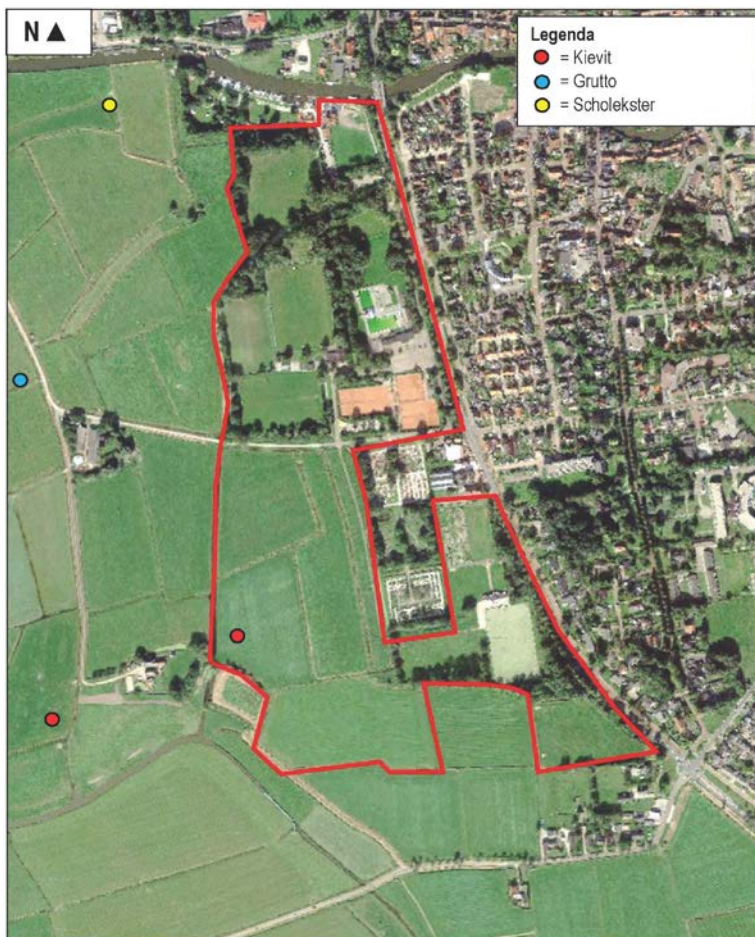 N ▲
Legenda
= Kievit
= Grutto
= Scholekster